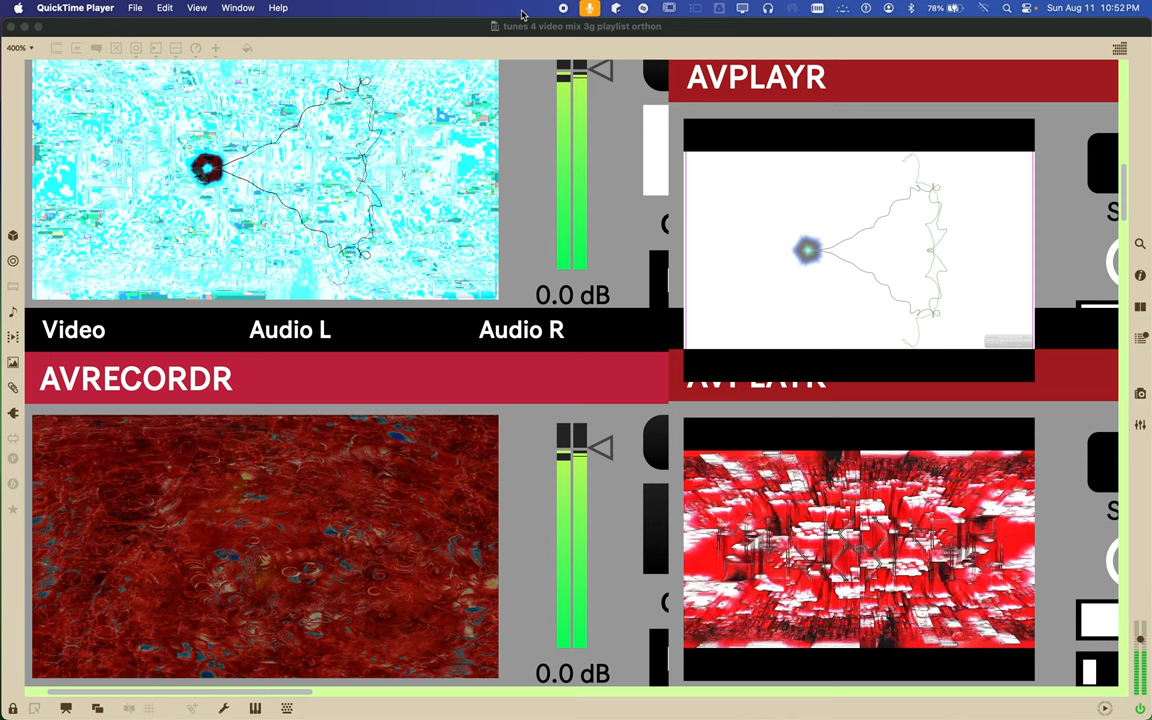 QuickTime Player File Edit View Window Help
78% Sun Aug 11 10:52 PM
tunes 4 video mix 3g playlist orthon
400%
AVPLAYR
0.0 dB
Video Audio L Audio R
AVRECORDR
AVPLAYR
0.0 dB